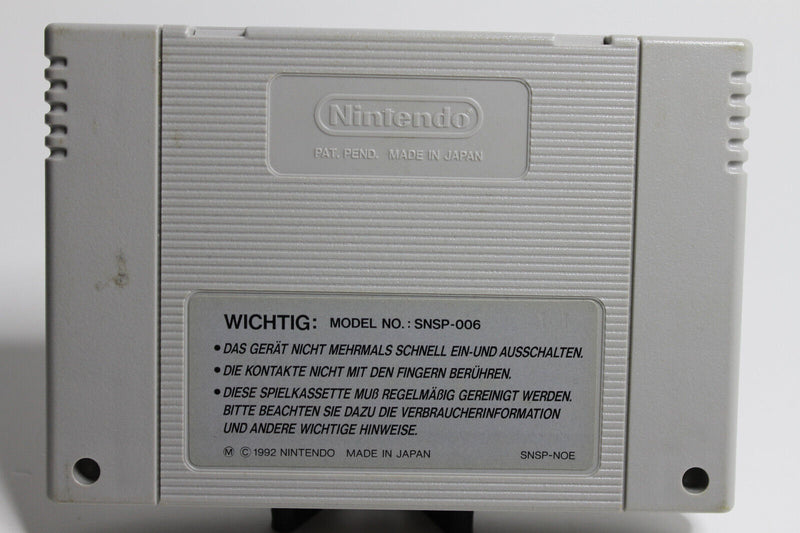 Nintendo
PAT. PEND. MADE IN JAPAN
WICHTIG: MODEL NO.: SNSP-006
• DAS GERÄT NICHT MEHRMALS SCHNELL EIN-UND AUSSCHALTEN.
• DIE KONTAKTE NICHT MIT DEN FINGERN BERÜHREN.
• DIESE SPIELKASSETTE MUß REGELMÄßIG GEREINIGT WERDEN.
BITTE BEACHTEN SIE DAZU DIE VERBRAUCHERINFORMATION
UND ANDERE WICHTIGE HINWEISE.
Ⓜ © 1992 NINTENDO MADE IN JAPAN SNSP-NOE